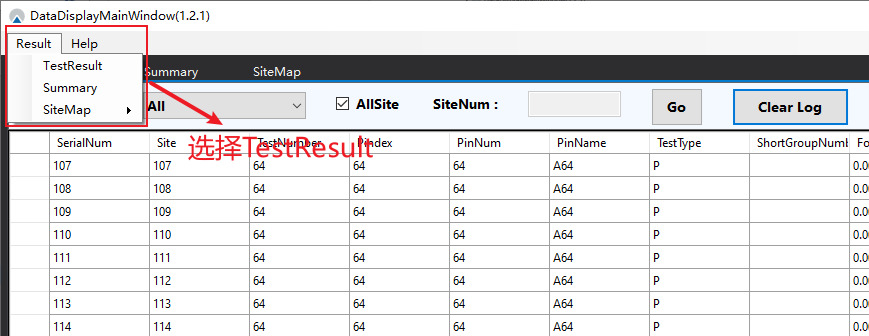 DataDisplayMainWindow(1.2.1)
Result Help
TestResult
Summary
SiteMap
Summary SiteMap
All AllSite SiteNum : Go Clear Log
选择TestResult
SerialNum Site TestNumber PinNum PinName TestType ShortGroupNumb
107 107 64 64 64 A64 P 0.0
108 108 64 64 64 A64 P 0.0
109 109 64 64 64 A64 P 0.0
110 110 64 64 64 A64 P 0.0
111 111 64 64 64 A64 P 0.0
112 112 64 64 64 A64 P 0.0
113 113 64 64 64 A64 P 0.0
114 114 64 64 64 A64 P 0.0